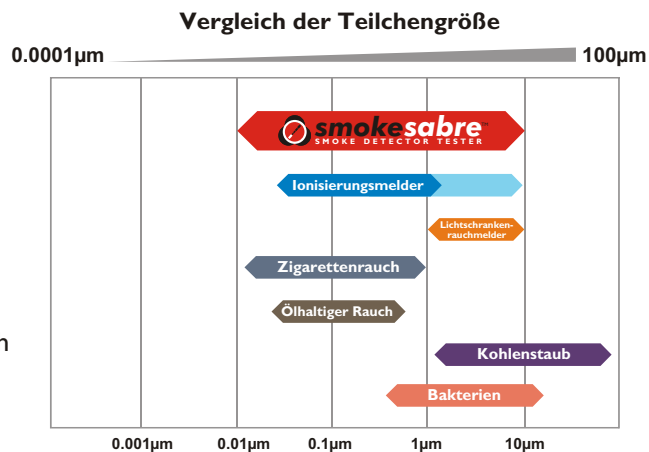 Vergleich der Teilchengröße
0.0001µm 100µm
smokesabre™
SMOKE DETECTOR TESTER
Ionisierungsmelder
Lichtschranken-
rauchmelder
Zigarettenrauch
Ölhaltiger Rauch
n
Kohlenstaub
Bakterien
0.001µm 0.01µm 0.1µm 1µm 10µm